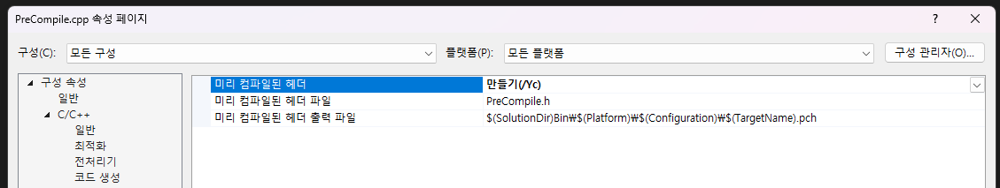 PreCompile.cpp 속성 페이지
구성(C): 모든 구성 플랫폼(P): 모든 플랫폼 구성 관리자(O)...
구성 속성
일반
C/C++
일반
최적화
전처리기
코드 생성
미리 컴파일된 헤더 만들기(/Yc)
미리 컴파일된 헤더 파일 PreCompile.h
미리 컴파일된 헤더 출력 파일 $(SolutionDir)Bin₩$(Platform)₩$(Configuration)₩$(TargetName).pch